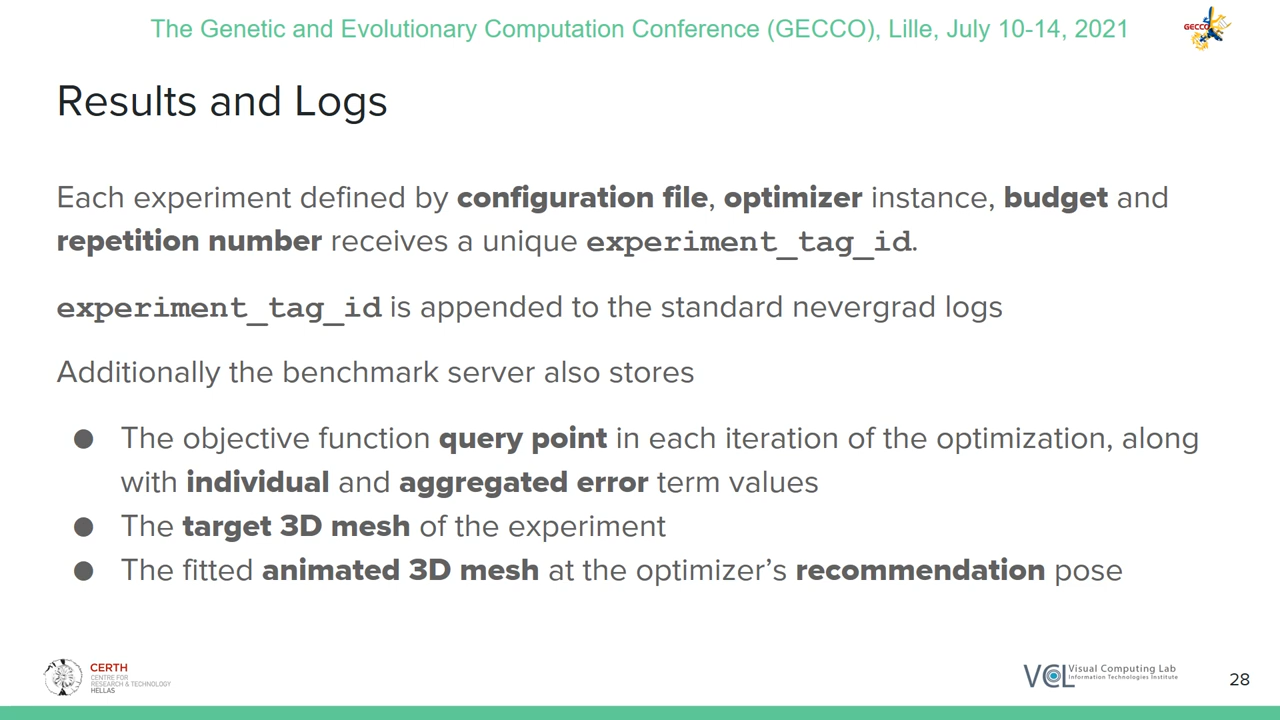 The Genetic and Evolutionary Computation Conference (GECCO), Lille, July 10-14, 2021
GECCO
Results and Logs
Each experiment defined by configuration file, optimizer instance, budget and
repetition number receives a unique experiment_tag_id.
experiment_tag_id is appended to the standard nevergrad logs
Additionally the benchmark server also stores
● The objective function query point in each iteration of the optimization, along
with individual and aggregated error term values
● The target 3D mesh of the experiment
● The fitted animated 3D mesh at the optimizer’s recommendation pose
CERTH
CENTRE FOR
RESEARCH & TECHNOLOGY
HELLAS
VCL
Visual Computing Lab
Information Technologies Institute
28